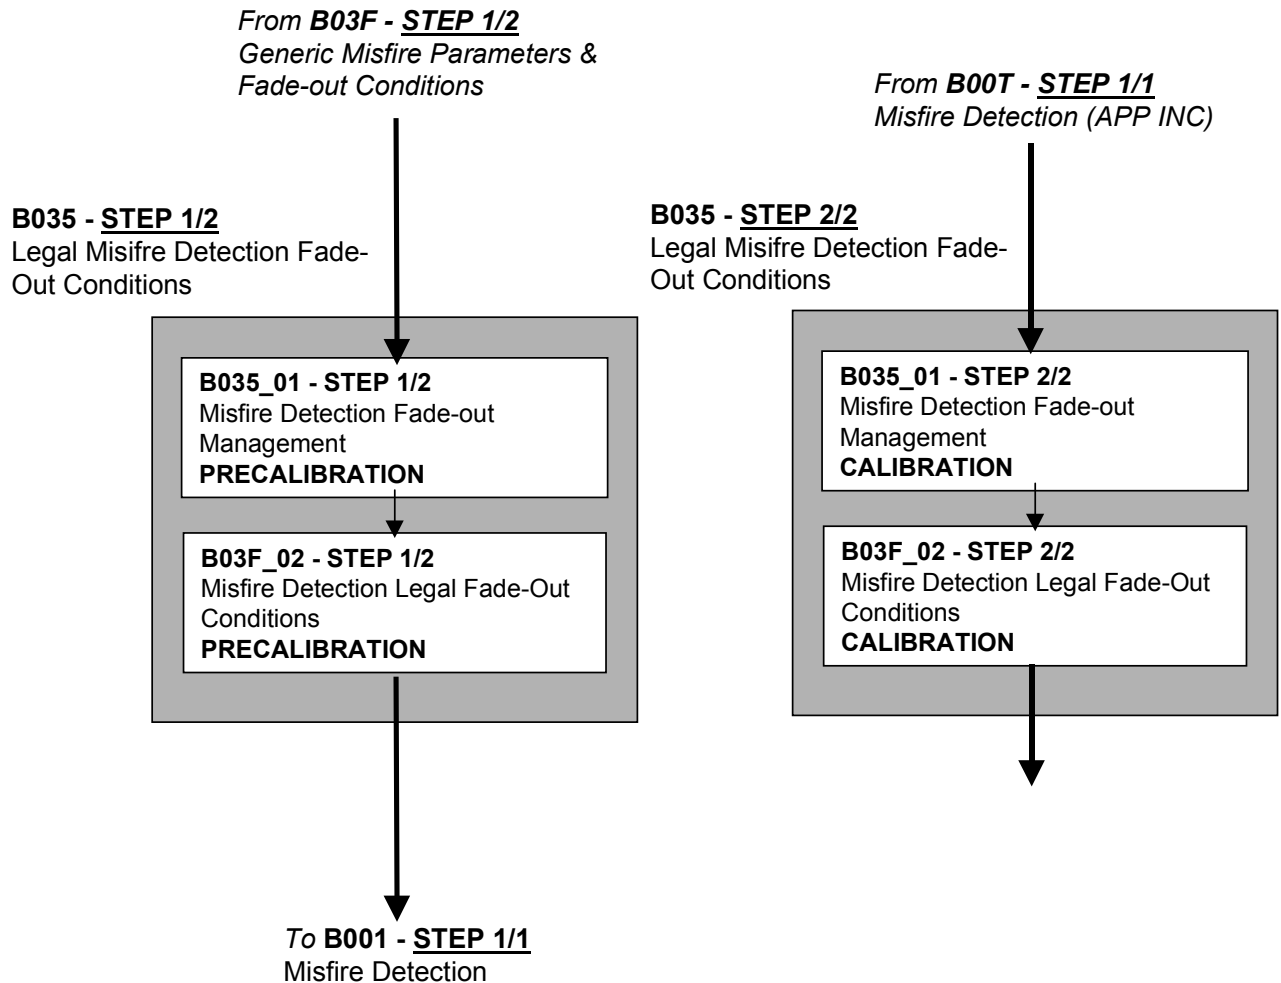 From B03F - STEP 1/2
Generic Misfire Parameters &
Fade-out Conditions
B035 - STEP 1/2
Legal Misifre Detection Fade-
Out Conditions
B035_01 - STEP 1/2
Misfire Detection Fade-out
Management
PRECALIBRATION
B03F_02 - STEP 1/2
Misfire Detection Legal Fade-Out
Conditions
PRECALIBRATION
To B001 - STEP 1/1
Misfire Detection
From B00T - STEP 1/1
Misfire Detection (APP INC)
B035 - STEP 2/2
Legal Misifre Detection Fade-
Out Conditions
B035_01 - STEP 2/2
Misfire Detection Fade-out
Management
CALIBRATION
B03F_02 - STEP 2/2
Misfire Detection Legal Fade-Out
Conditions
CALIBRATION